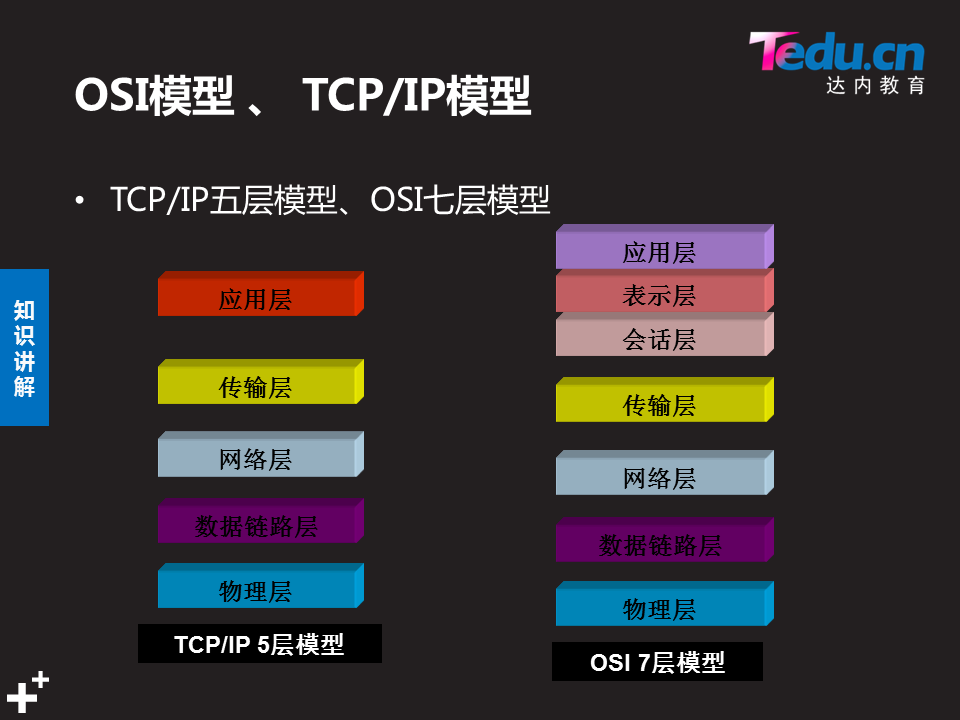 Tedu.cn
达内教育
OSI模型 、 TCP/IP模型
• TCP/IP五层模型、OSI七层模型
知
识
讲
解
应用层
传输层
网络层
数据链路层
物理层
TCP/IP 5层模型
应用层
表示层
会话层
传输层
网络层
数据链路层
物理层
OSI 7层模型